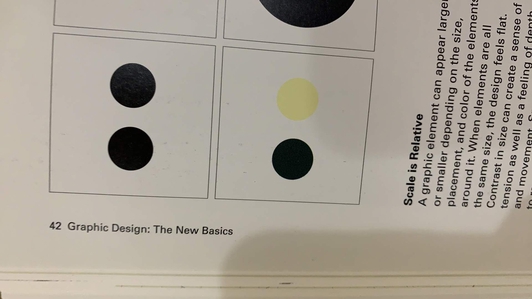 42 Graphic Design: The New Basics
Scale is Relative
A graphic element can appear larger
or smaller depending on the size,
placement, and color of the elements
around it. When elements are all
the same size, the design feels flat.
Contrast in size can create a sense of
tension as well as a feeling of depth
and movement. S
to